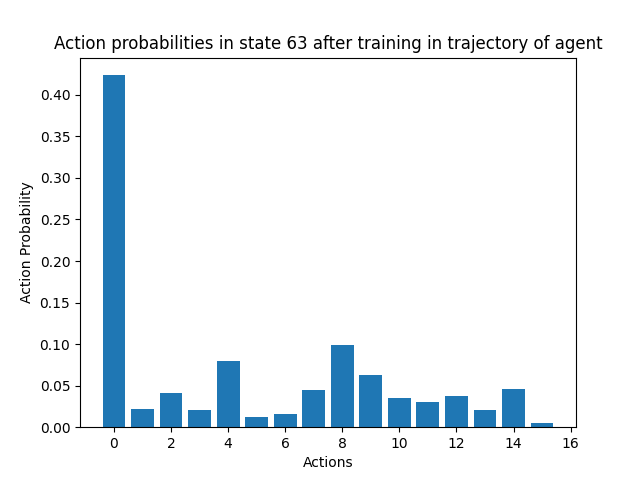 Action probabilities in state 63 after training in trajectory of agent
0.40
0.35
0.30
0.25
0.20
0.15
0.10
0.05
0.00
Action Probability
0 2 4 6 8 10 12 14 16
Actions